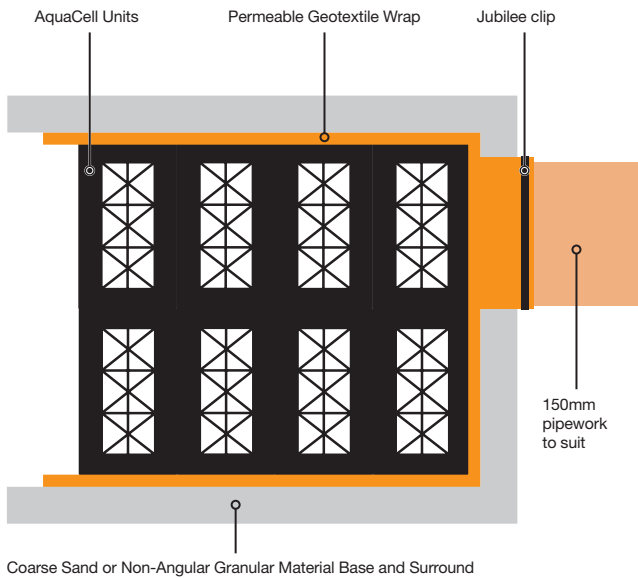 AquaCell Units
Permeable Geotextile Wrap
Jubilee clip
150mm
pipework
to suit
Coarse Sand or Non-Angular Granular Material Base and Surround